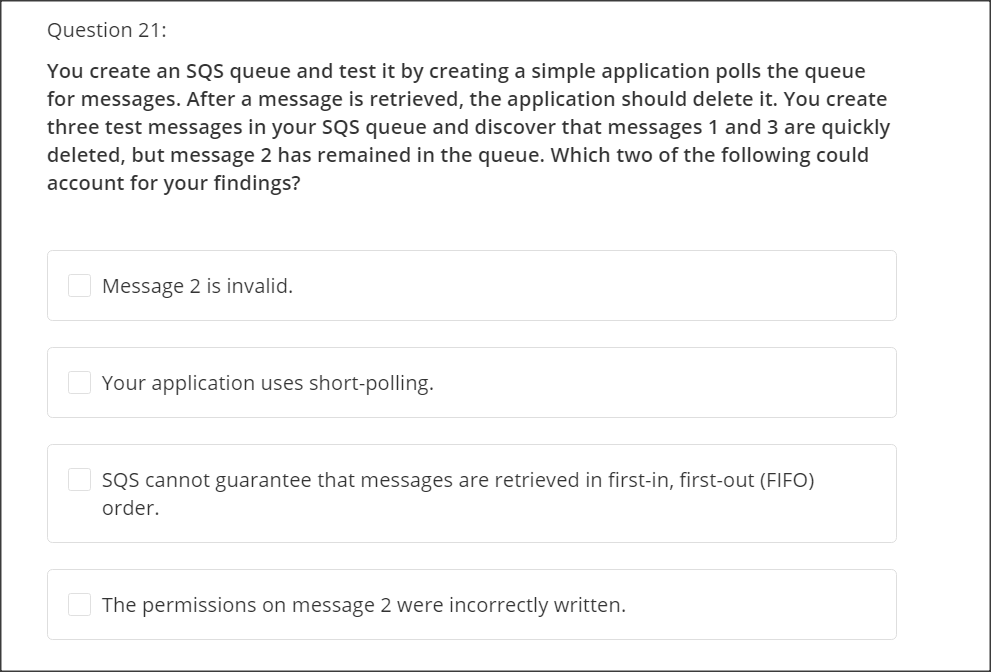 Question 21:
You create an SQS queue and test it by creating a simple application polls the queue
for messages. After a message is retrieved, the application should delete it. You create
three test messages in your SQS queue and discover that messages 1 and 3 are quickly
deleted, but message 2 has remained in the queue. Which two of the following could
account for your findings?
Message 2 is invalid.
Your application uses short-polling.
SQS cannot guarantee that messages are retrieved in first-in, first-out (FIFO)
order.
The permissions on message 2 were incorrectly written.